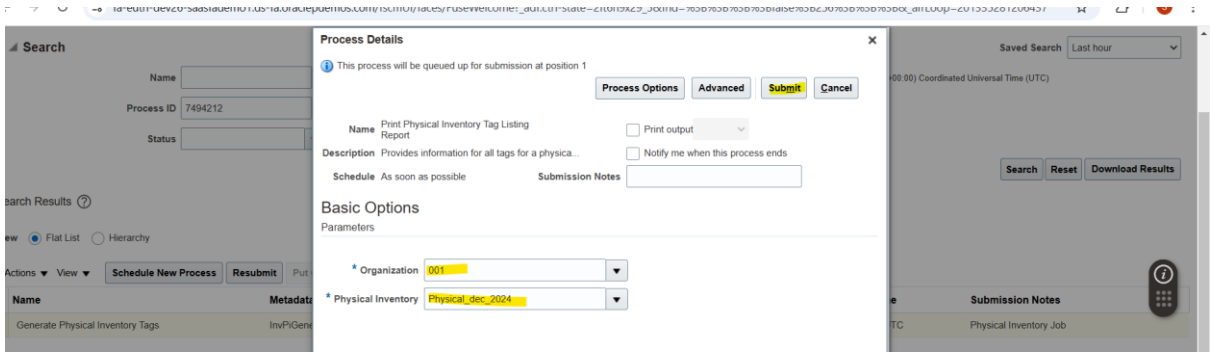 Search
Name
Process ID 7494212
Status
earch Results ?
ew Flat List Hierarchy
Actions View Schedule New Process Resubmit Put
Name Metadata
Generate Physical Inventory Tags InvPiGene
Process Details
This process will be queued up for submission at position 1
Process Options Advanced Submit Cancel
Name Print Physical Inventory Tag Listing Report
Print output
Description Provides information for all tags for a physica...
Notify me when this process ends
Schedule As soon as possible Submission Notes
Basic Options
Parameters
* Organization 001
* Physical Inventory Physical_dec_2024
Saved Search Last hour
+00:00) Coordinated Universal Time (UTC)
Search Reset Download Results
e Submission Notes
TC Physical Inventory Job